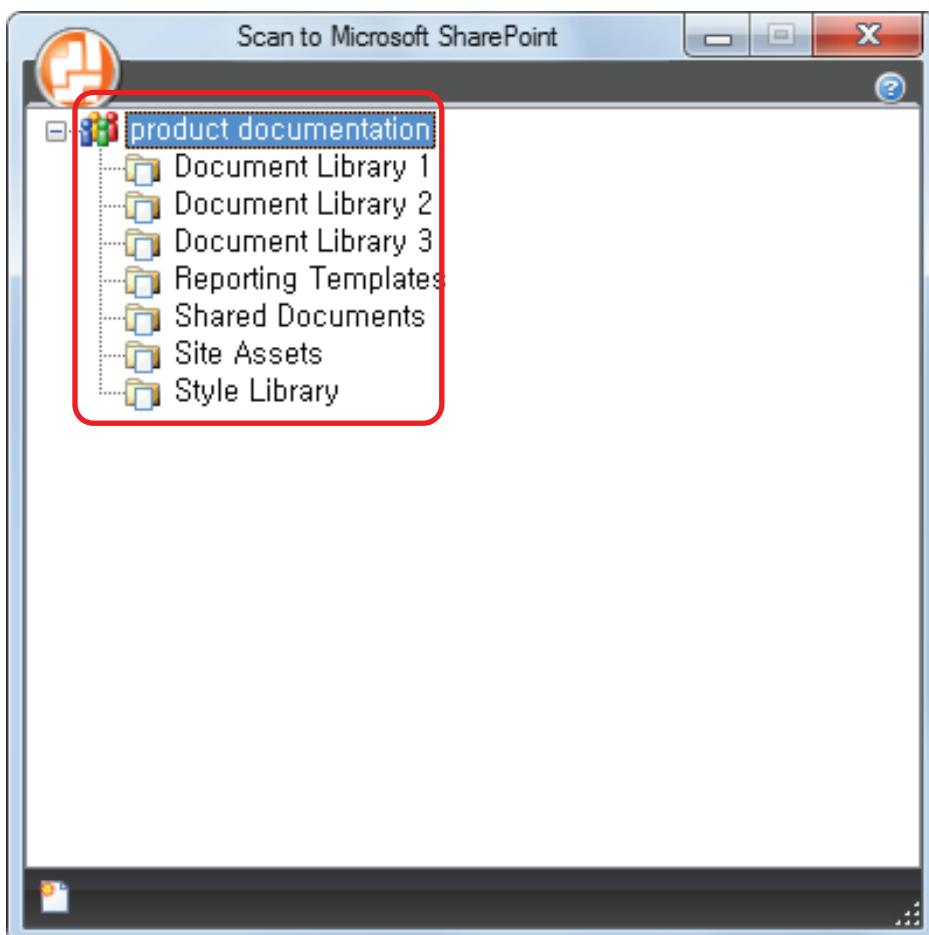 Scan to Microsoft SharePoint
product documentation
Document Library 1
Document Library 2
Document Library 3
Reporting Templates
Shared Documents
Site Assets
Style Library